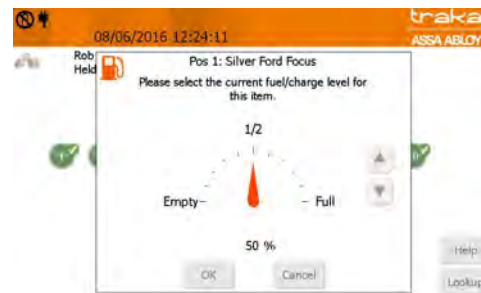 traka
08/06/2016 12:24:11
ASSA ABLOY
Rob
Held
Pos 1: Silver Ford Focus
Please select the current fuel/charge level for
this item.
1/2
Empty
Full
50 %
OK
Cancel
Help
Lookup